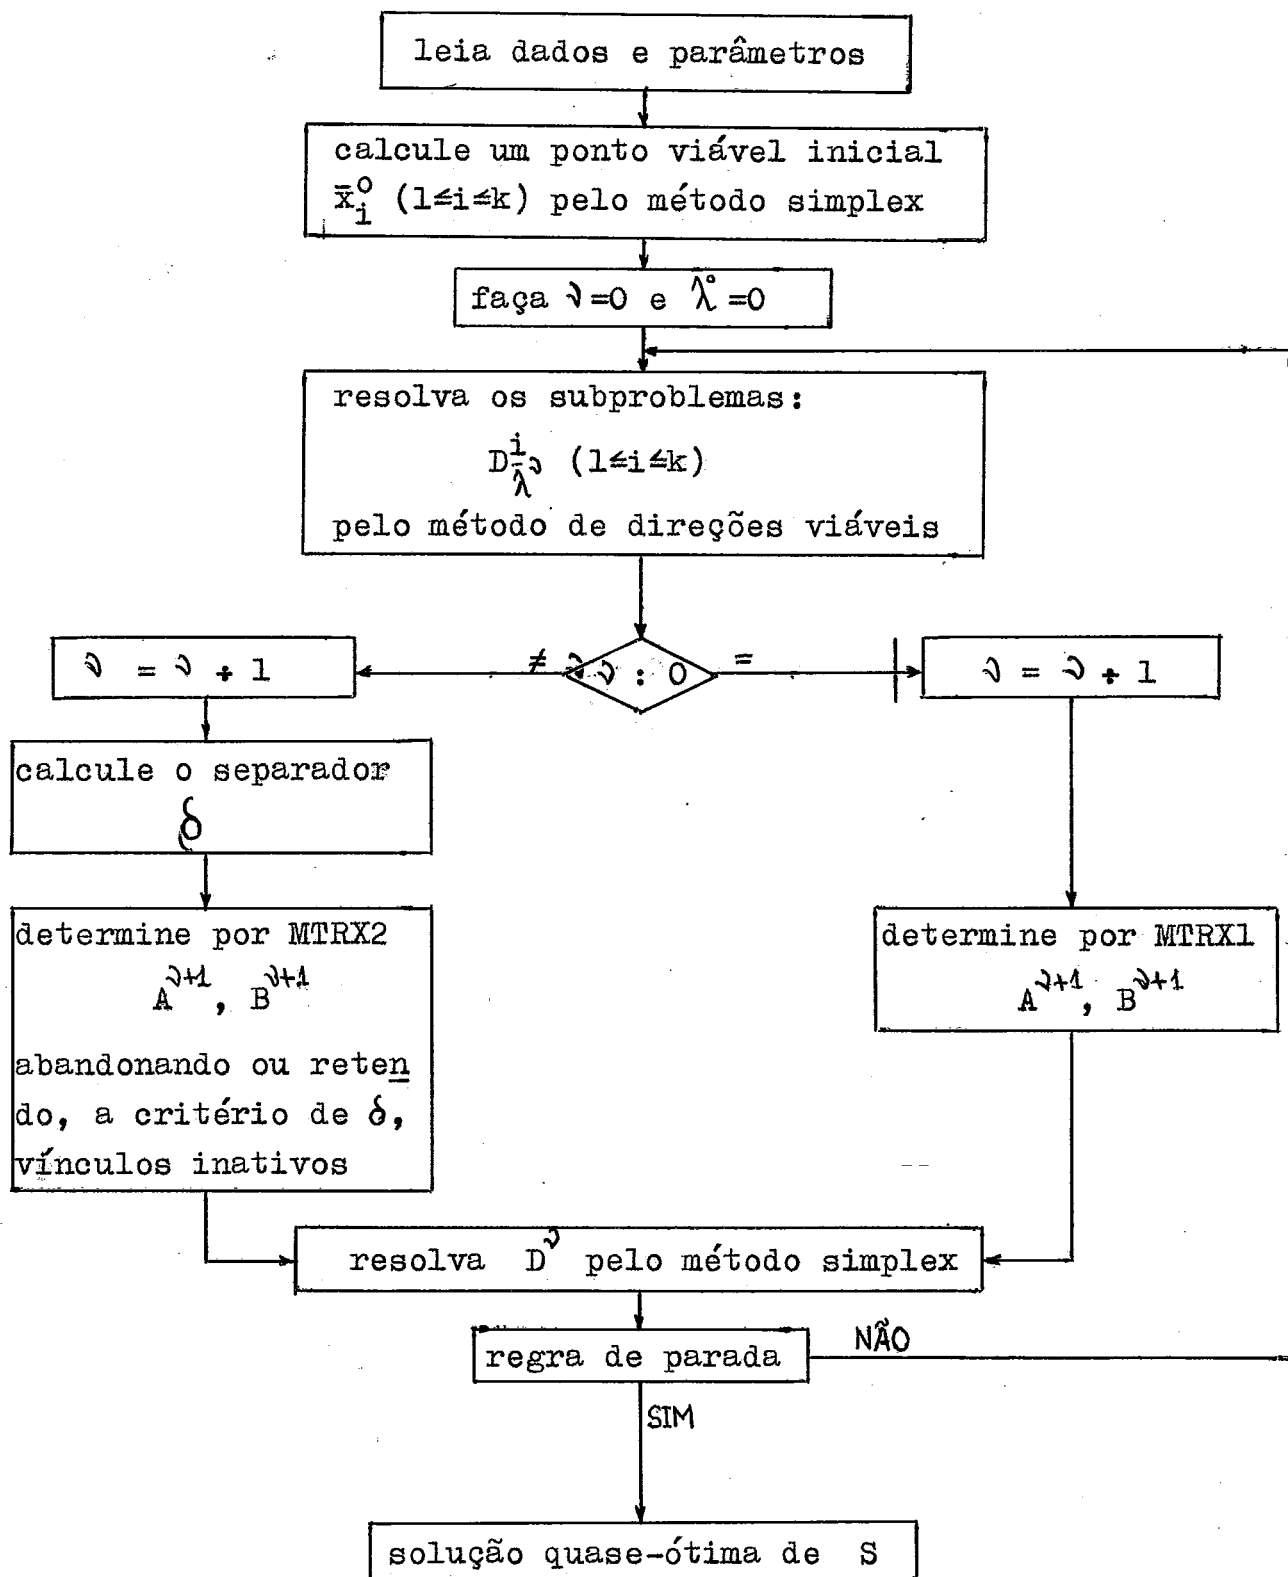 leia dados e parâmetros
calcule um ponto viável inicial
x̄ᵢ⁰ (1≤i≤k) pelo método simplex
faça ν=0 e λ̄⁰=0
resolva os subproblemas:
Dⁱ_λ̄ν (1≤i≤k)
pelo método de direções viáveis
≠ ν : 0 =
ν = ν + 1
ν = ν + 1
calcule o separador
δ
determine por MTRX2
A^ν+1, B^ν+1
abandonando ou reten
do, a critério de δ,
vínculos inativos
determine por MTRX1
A^ν+1, B^ν+1
resolva D^ν pelo método simplex
regra de parada
NÃO
SIM
solução quase-ótima de S